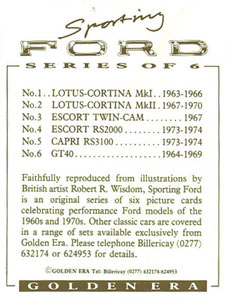 Sporting
FORD
SERIES OF 6
No.1 LOTUS-CORTINA MkI 1963-1966
No.2 LOTUS-CORTINA MkII 1967-1970
No.3 ESCORT TWIN-CAM 1967
No.4 ESCORT RS2000 1973-1974
No.5 CAPRI RS3100 1973-1974
No.6 GT40 1964-1969
Faithfully reproduced from illustrations by
British artist Robert R. Wisdom, Sporting Ford
is an original series of six picture cards
celebrating performance Ford models of the
1960s and 1970s. Other classic cars are covered
in a range of sets available exclusively from
Golden Era. Please telephone Billericay (0277)
632174 or 624953 for details.
©GOLDEN ERA Tel: Billericay (0277) 632174-624953
GOLDEN ERA